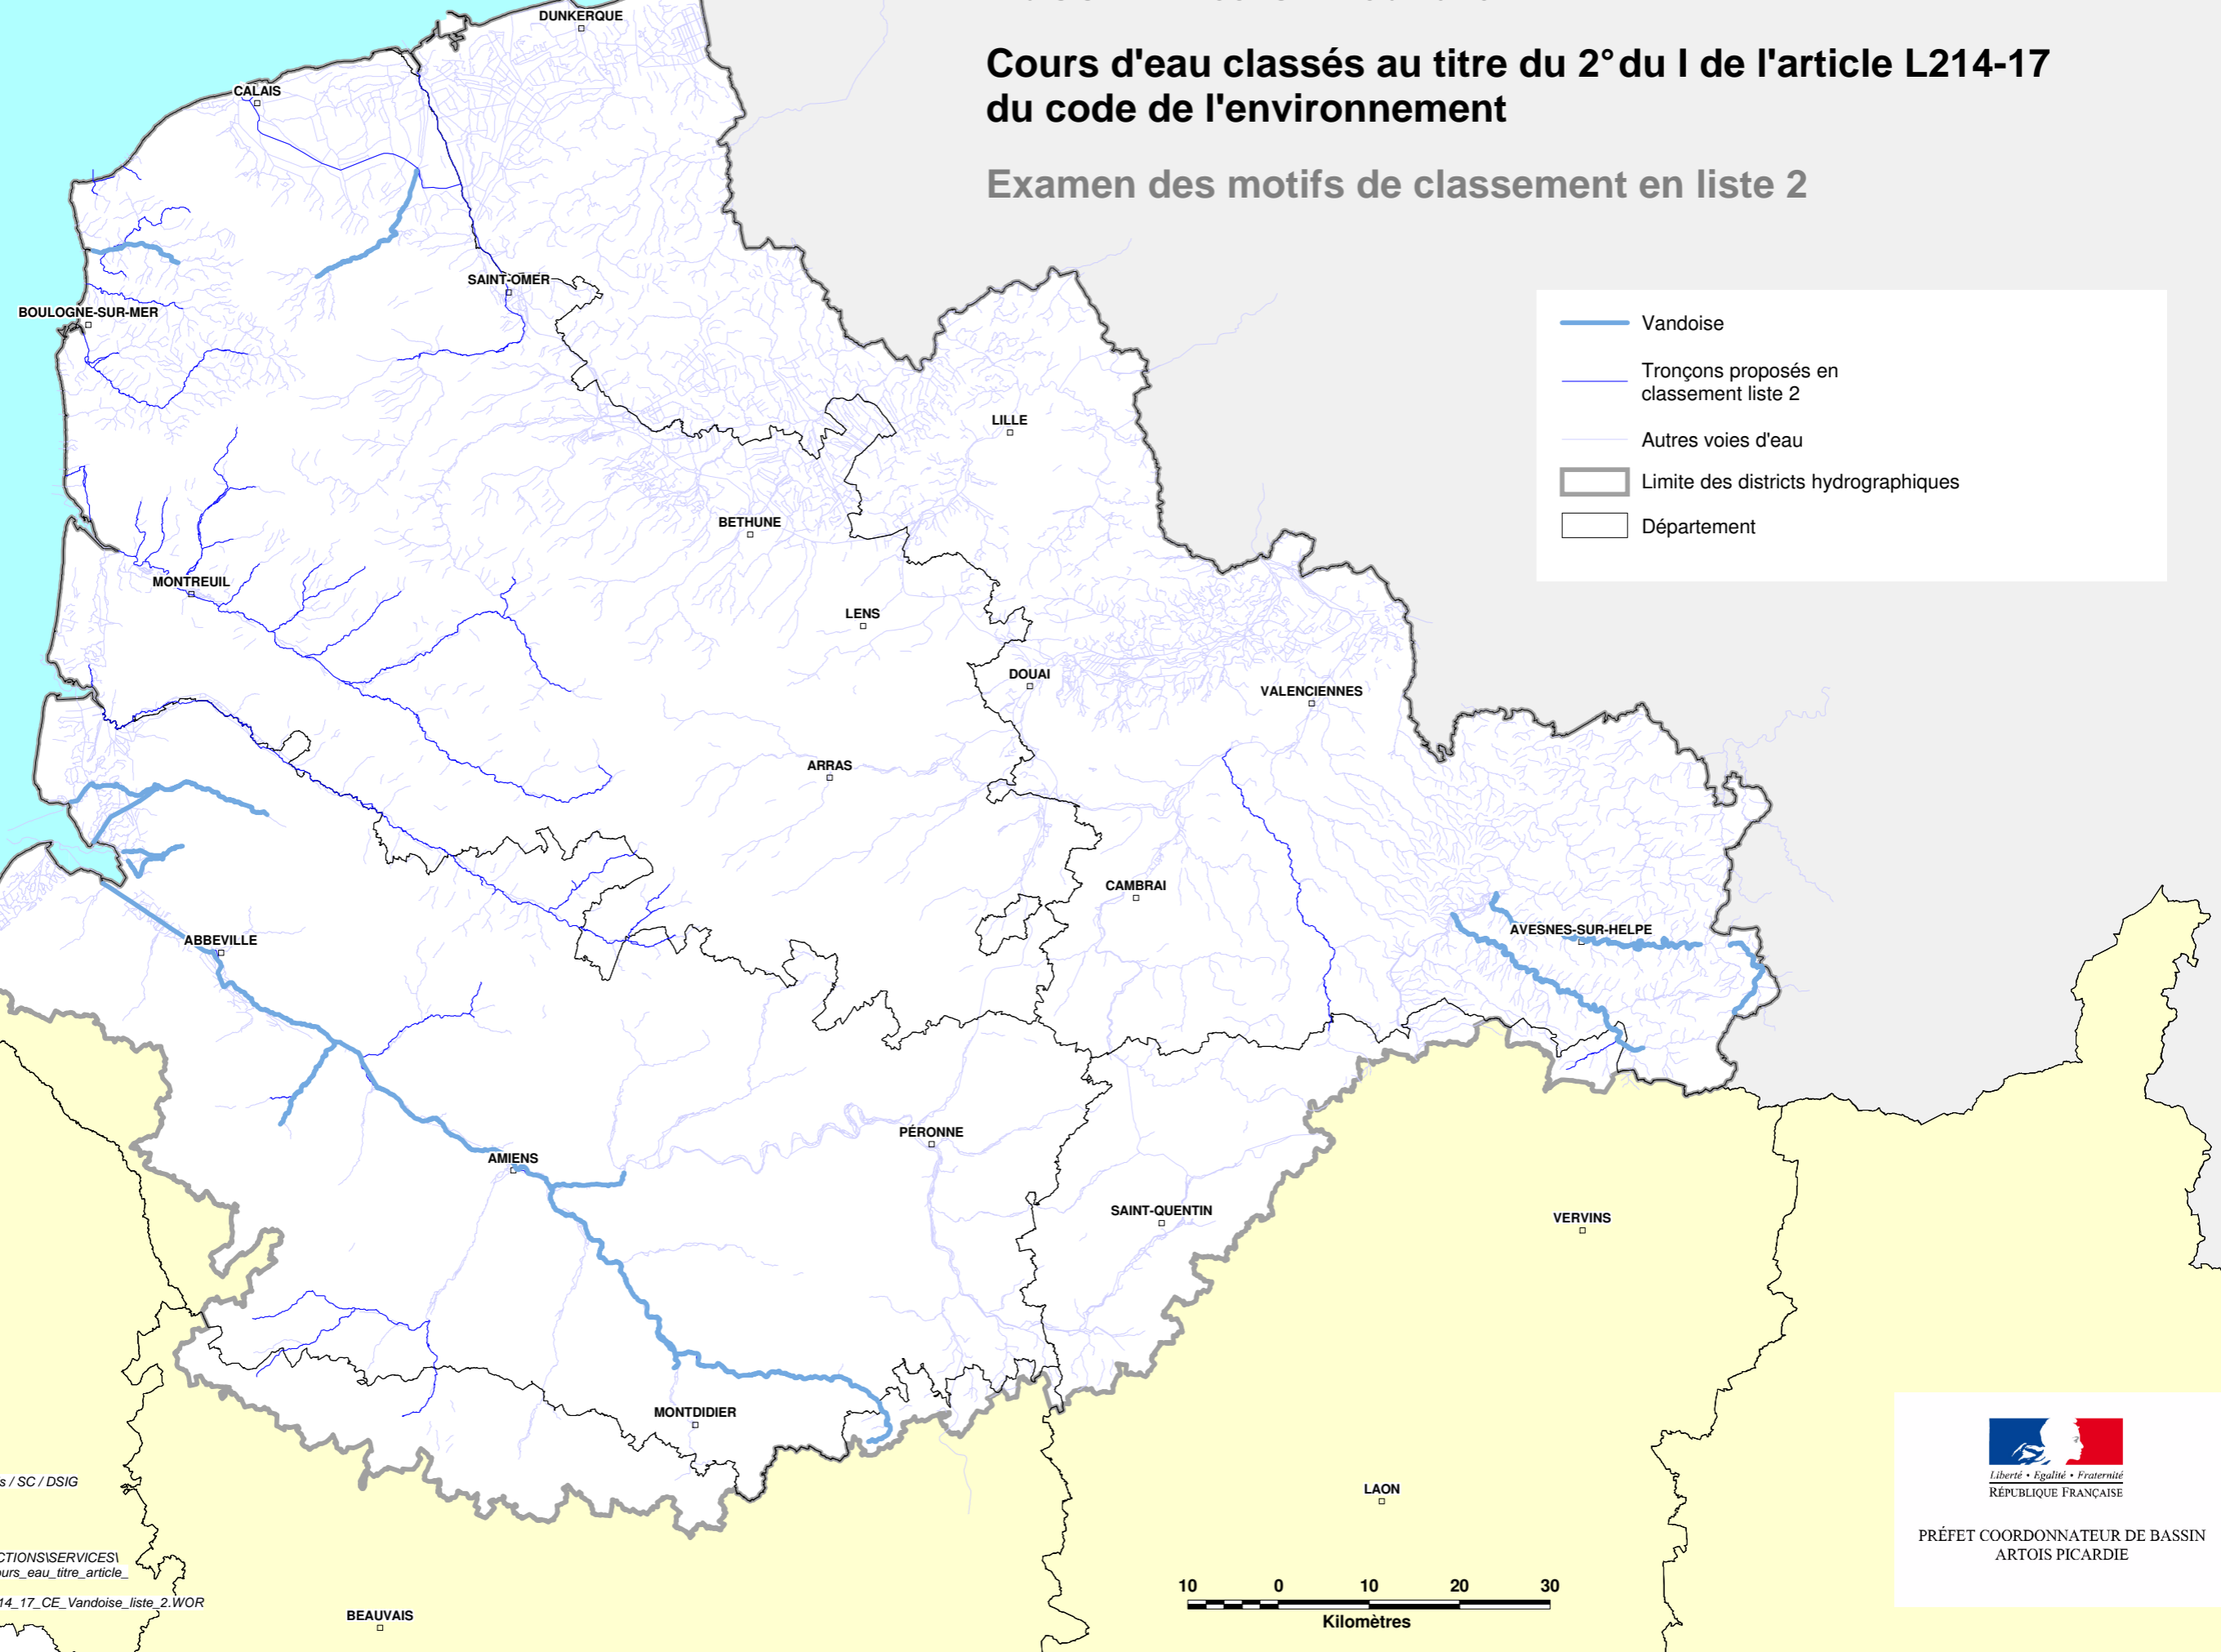 Cours d'eau classés au titre du 2° du I de l'article L214-17
du code de l'environnement
Examen des motifs de classement en liste 2
Vandoise
Tronçons proposés en
classement liste 2
Autres voies d'eau
Limite des districts hydrographiques
Département
DUNKERQUE
CALAIS
SAINT-OMER
BOULOGNE-SUR-MER
LILLE
BETHUNE
MONTREUIL
LENS
DOUAI
VALENCIENNES
ARRAS
CAMBRAI
AVESNES-SUR-HELPE
ABBEVILLE
PÉRONNE
AMIENS
SAINT-QUENTIN
VERVINS
MONTDIDIER
LAON
BEAUVAIS
s / SC / DSIG
CTIONS\SERVICES\
ours_eau_titre_article_
14_17_CE_Vandoise_liste_2.WOR
10 0 10 20 30
Kilomètres
Liberté • Egalité • Fraternité
RÉPUBLIQUE FRANÇAISE
PRÉFET COORDONNATEUR DE BASSIN
ARTOIS PICARDIE